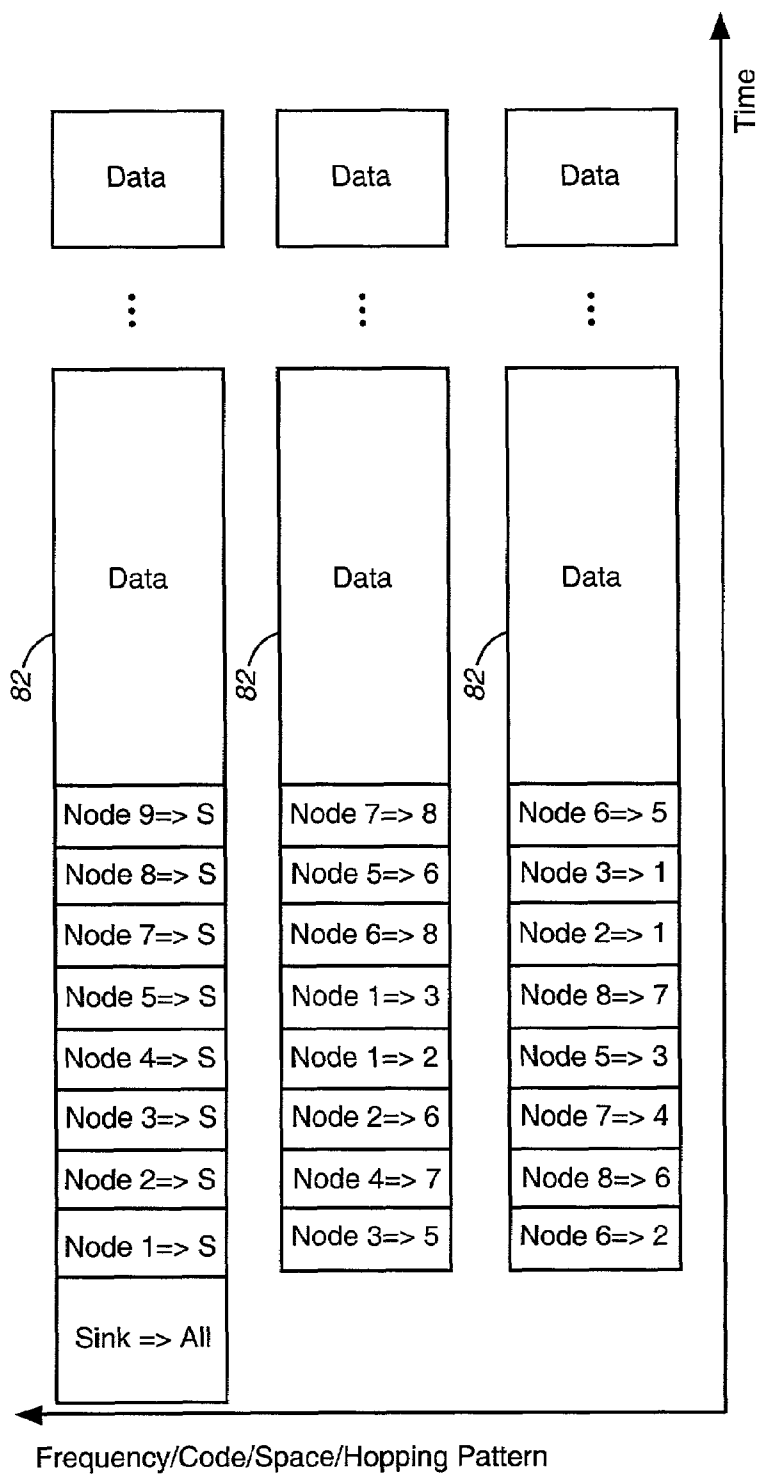 Time
Data
Data
Data
Data
Data
Data
82
82
82
Node 9=> S
Node 7=> 8
Node 6=> 5
Node 8=> S
Node 5=> 6
Node 3=> 1
Node 7=> S
Node 6=> 8
Node 2=> 1
Node 5=> S
Node 1=> 3
Node 8=> 7
Node 4=> S
Node 1=> 2
Node 5=> 3
Node 3=> S
Node 2=> 6
Node 7=> 4
Node 2=> S
Node 4=> 7
Node 8=> 6
Node 1=> S
Node 3=> 5
Node 6=> 2
Sink => All
Frequency/Code/Space/Hopping Pattern